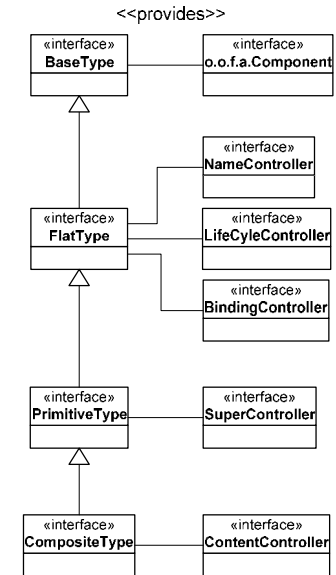 <<provides>>
«interface»
BaseType
«interface»
o.o.f.a.Component
«interface»
NameController
«interface»
FlatType
«interface»
LifeCyleController
«interface»
BindingController
«interface»
PrimitiveType
«interface»
SuperController
«interface»
CompositeType
«interface»
ContentController